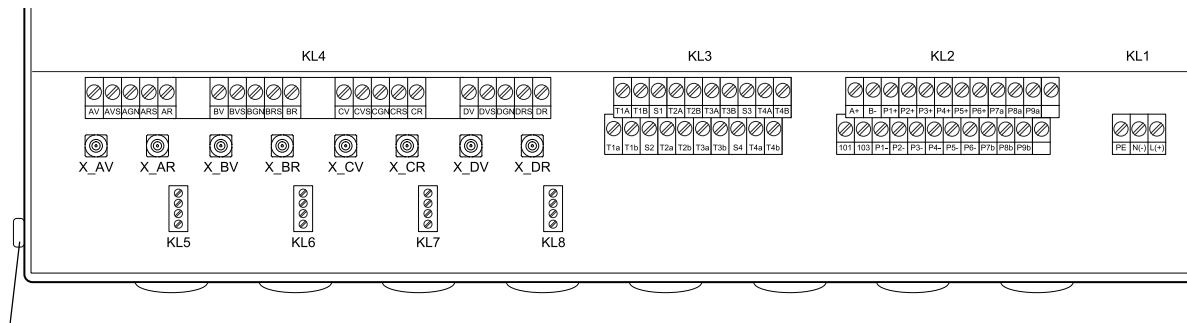 KL4 KL3 KL2 KL1
AV AVS AGN ARS AR BV BVS BGN BRS BR CV CVS CGN CRS CR DV DVS DGN DRS DR T1A T1B S1 T2A T2B T3A T3B S3 T4A T4B A+ B- P1+ P2+ P3+ P4+ P5+ P6+ P7a P8a P9a
T1a T1b S2 T2a T2b T3a T3b S4 T4a T4b 101 103 P1- P2- P3- P4- P5- P6- P7b P8b P9b PE N(-) L(+)
X_AV X_AR X_BV X_BR X_CV X_CR X_DV X_DR
KL5 KL6 KL7 KL8